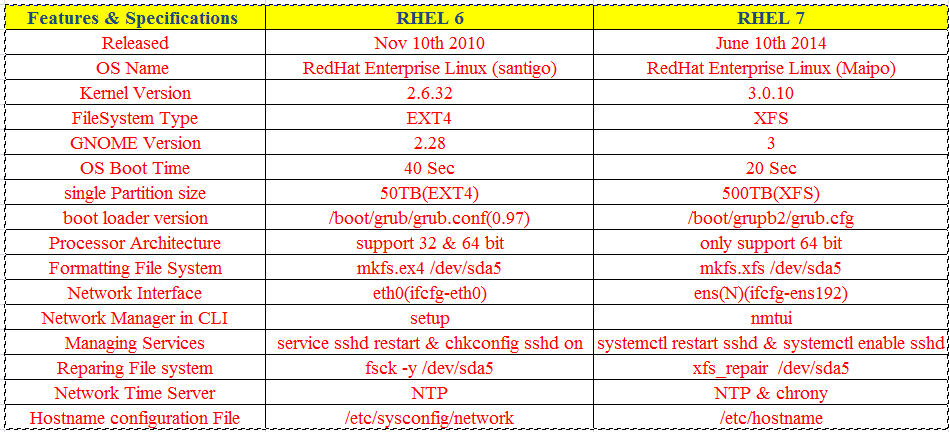 Features & Specifications RHEL 6 RHEL 7
Released Nov 10th 2010 June 10th 2014
OS Name RedHat Enterprise Linux (santigo) RedHat Enterprise Linux (Maipo)
Kernel Version 2.6.32 3.0.10
FileSystem Type EXT4 XFS
GNOME Version 2.28 3
OS Boot Time 40 Sec 20 Sec
single Partition size 50TB(EXT4) 500TB(XFS)
boot loader version /boot/grub/grub.conf(0.97) /boot/grupb2/grub.cfg
Processor Architecture support 32 & 64 bit only support 64 bit
Formatting File System mkfs.ex4 /dev/sda5 mkfs.xfs /dev/sda5
Network Interface eth0(ifcfg-eth0) ens(N)(ifcfg-ens192)
Network Manager in CLI setup nmtui
Managing Services service sshd restart & chkconfig sshd on systemctl restart sshd & systemctl enable sshd
Reparing File system fsck -y /dev/sda5 xfs_repair /dev/sda5
Network Time Server NTP NTP & chrony
Hostname configuration File /etc/sysconfig/network /etc/hostname